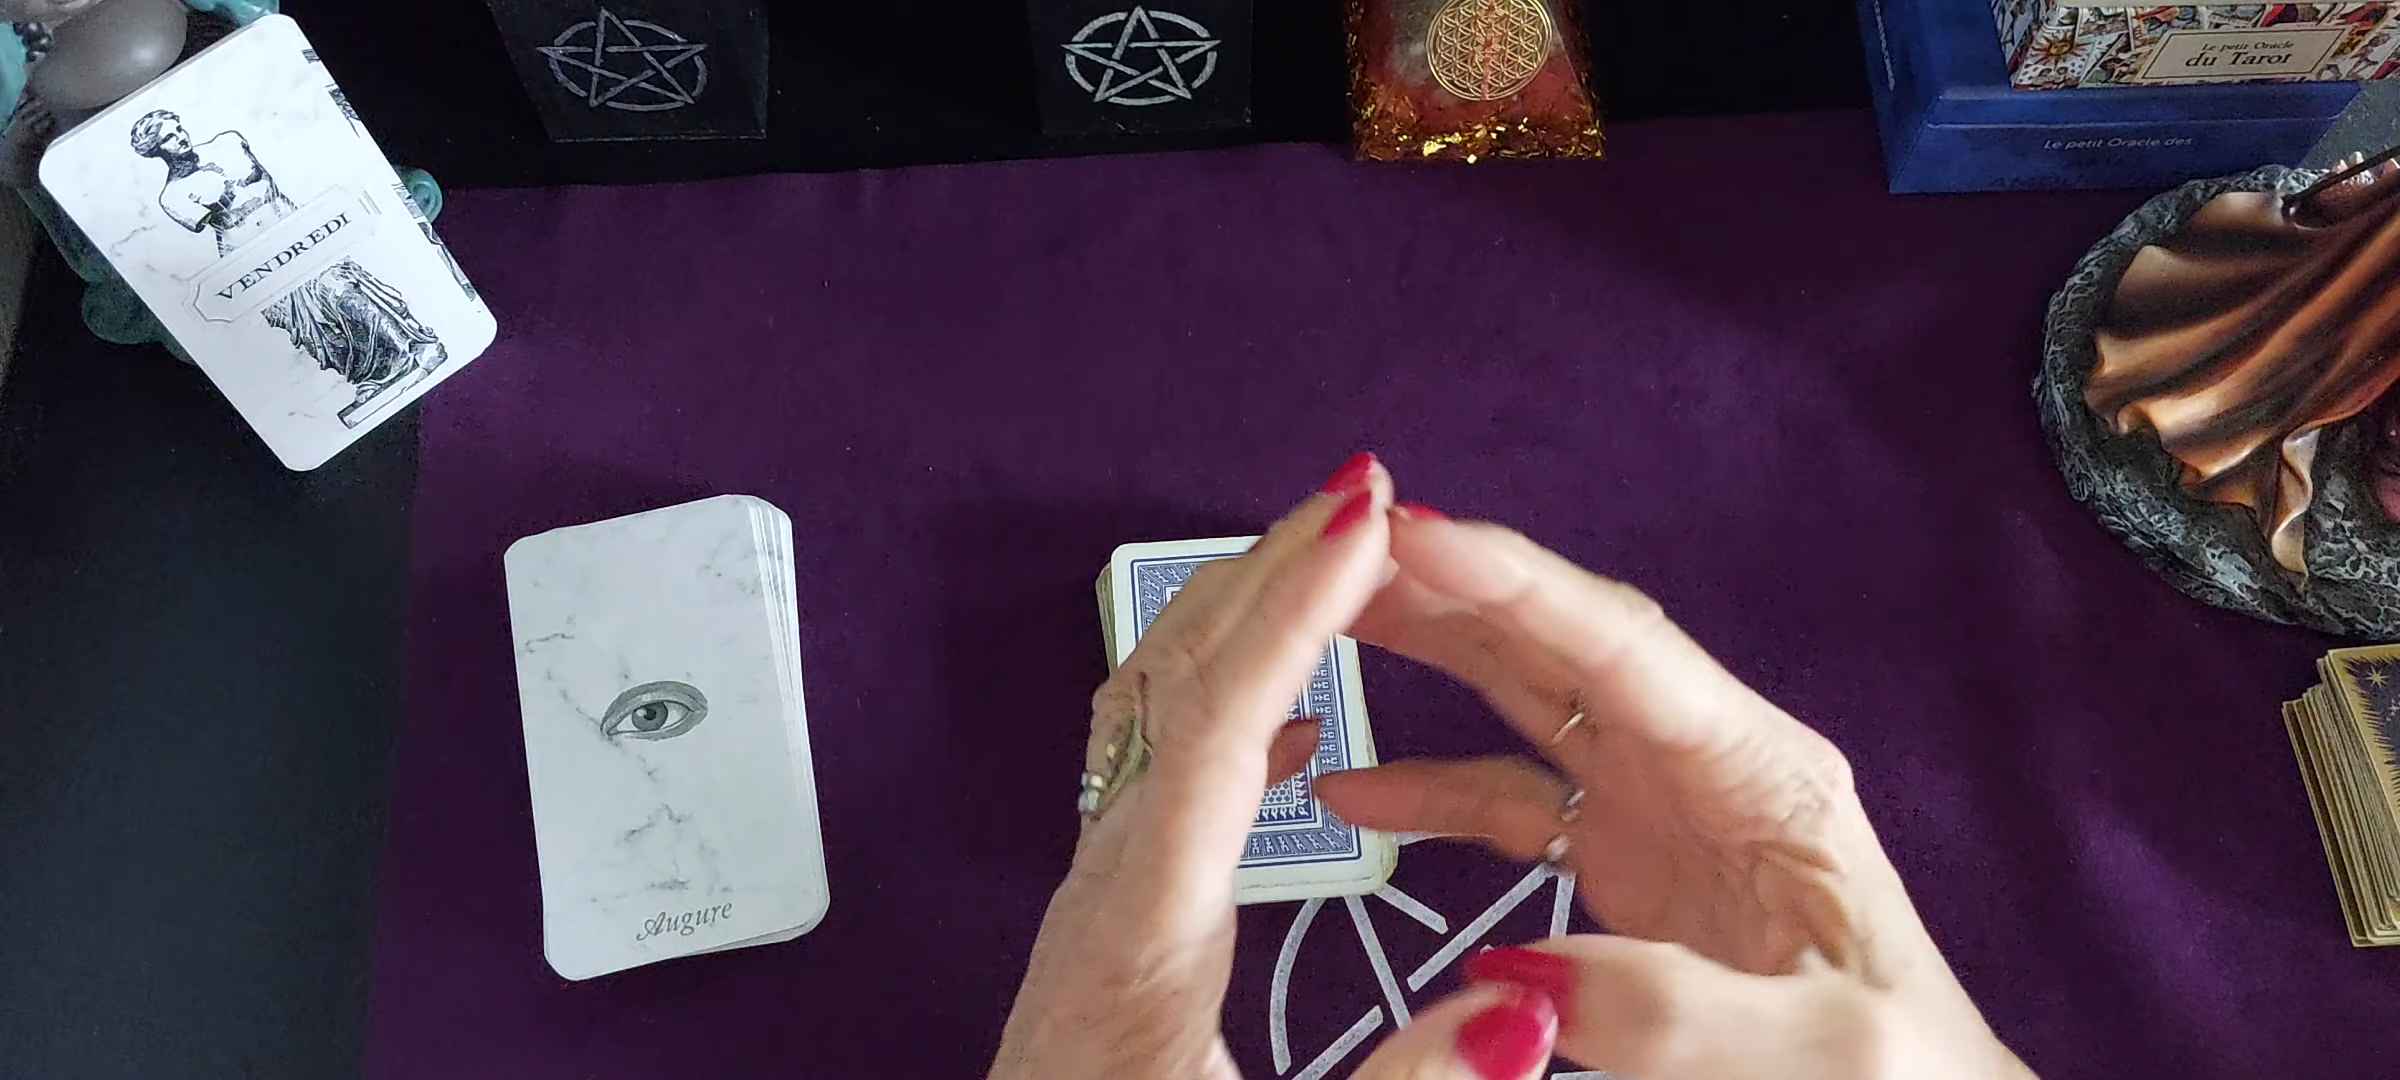 VENDREDI
Le petit Oracle
du Tarot
Le petit Oracle des
Augure